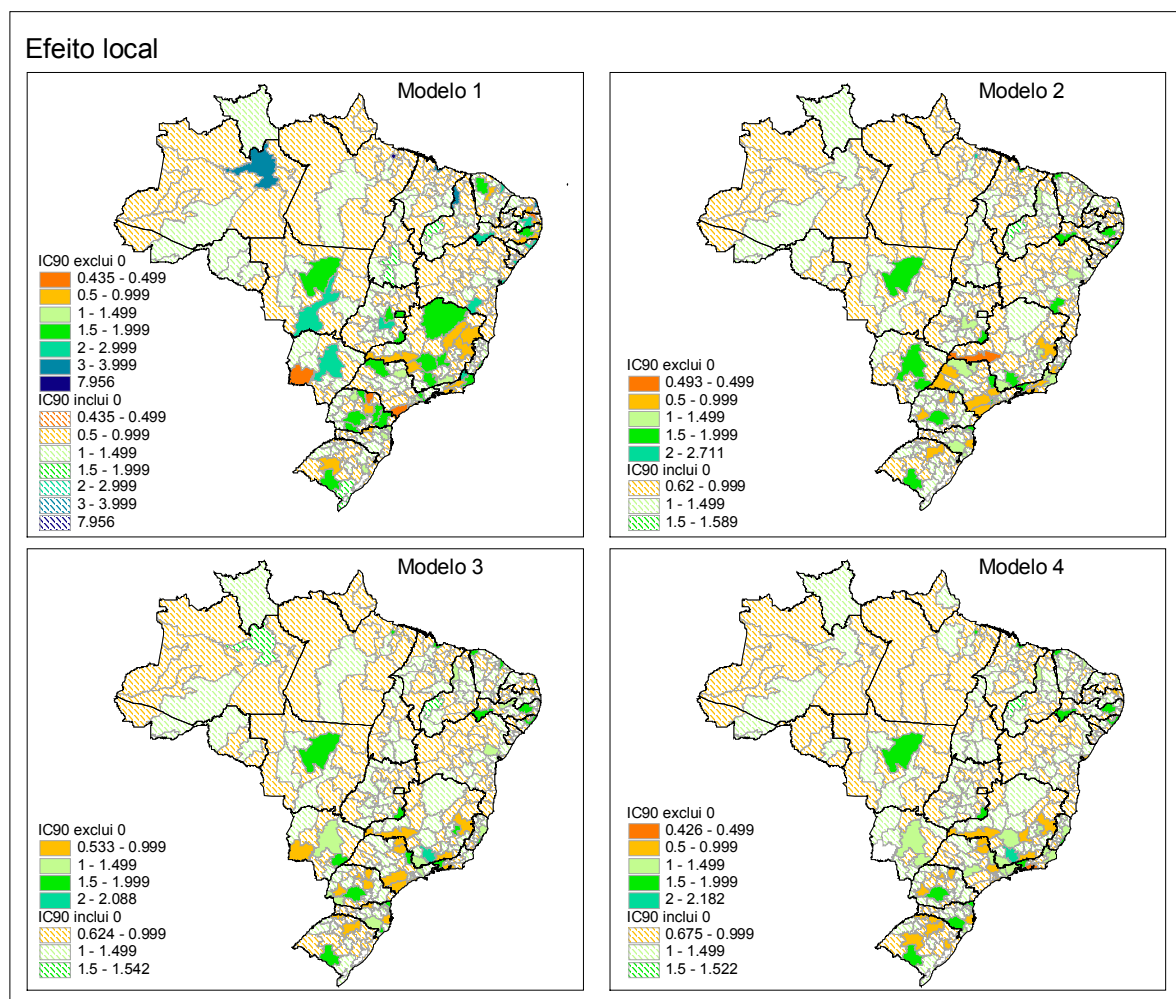 Efeito local
Modelo 1
IC90 exclui 0
0.435 - 0.499
0.5 - 0.999
1 - 1.499
1.5 - 1.999
2 - 2.999
3 - 3.999
7.956
IC90 inclui 0
0.435 - 0.499
0.5 - 0.999
1 - 1.499
1.5 - 1.999
2 - 2.999
3 - 3.999
7.956
Modelo 2
IC90 exclui 0
0.493 - 0.499
0.5 - 0.999
1 - 1.499
1.5 - 1.999
2 - 2.711
IC90 inclui 0
0.62 - 0.999
1 - 1.499
1.5 - 1.589
Modelo 3
IC90 exclui 0
0.533 - 0.999
1 - 1.499
1.5 - 1.999
2 - 2.088
IC90 inclui 0
0.624 - 0.999
1 - 1.499
1.5 - 1.542
Modelo 4
IC90 exclui 0
0.426 - 0.499
0.5 - 0.999
1 - 1.499
1.5 - 1.999
2 - 2.182
IC90 inclui 0
0.675 - 0.999
1 - 1.499
1.5 - 1.522